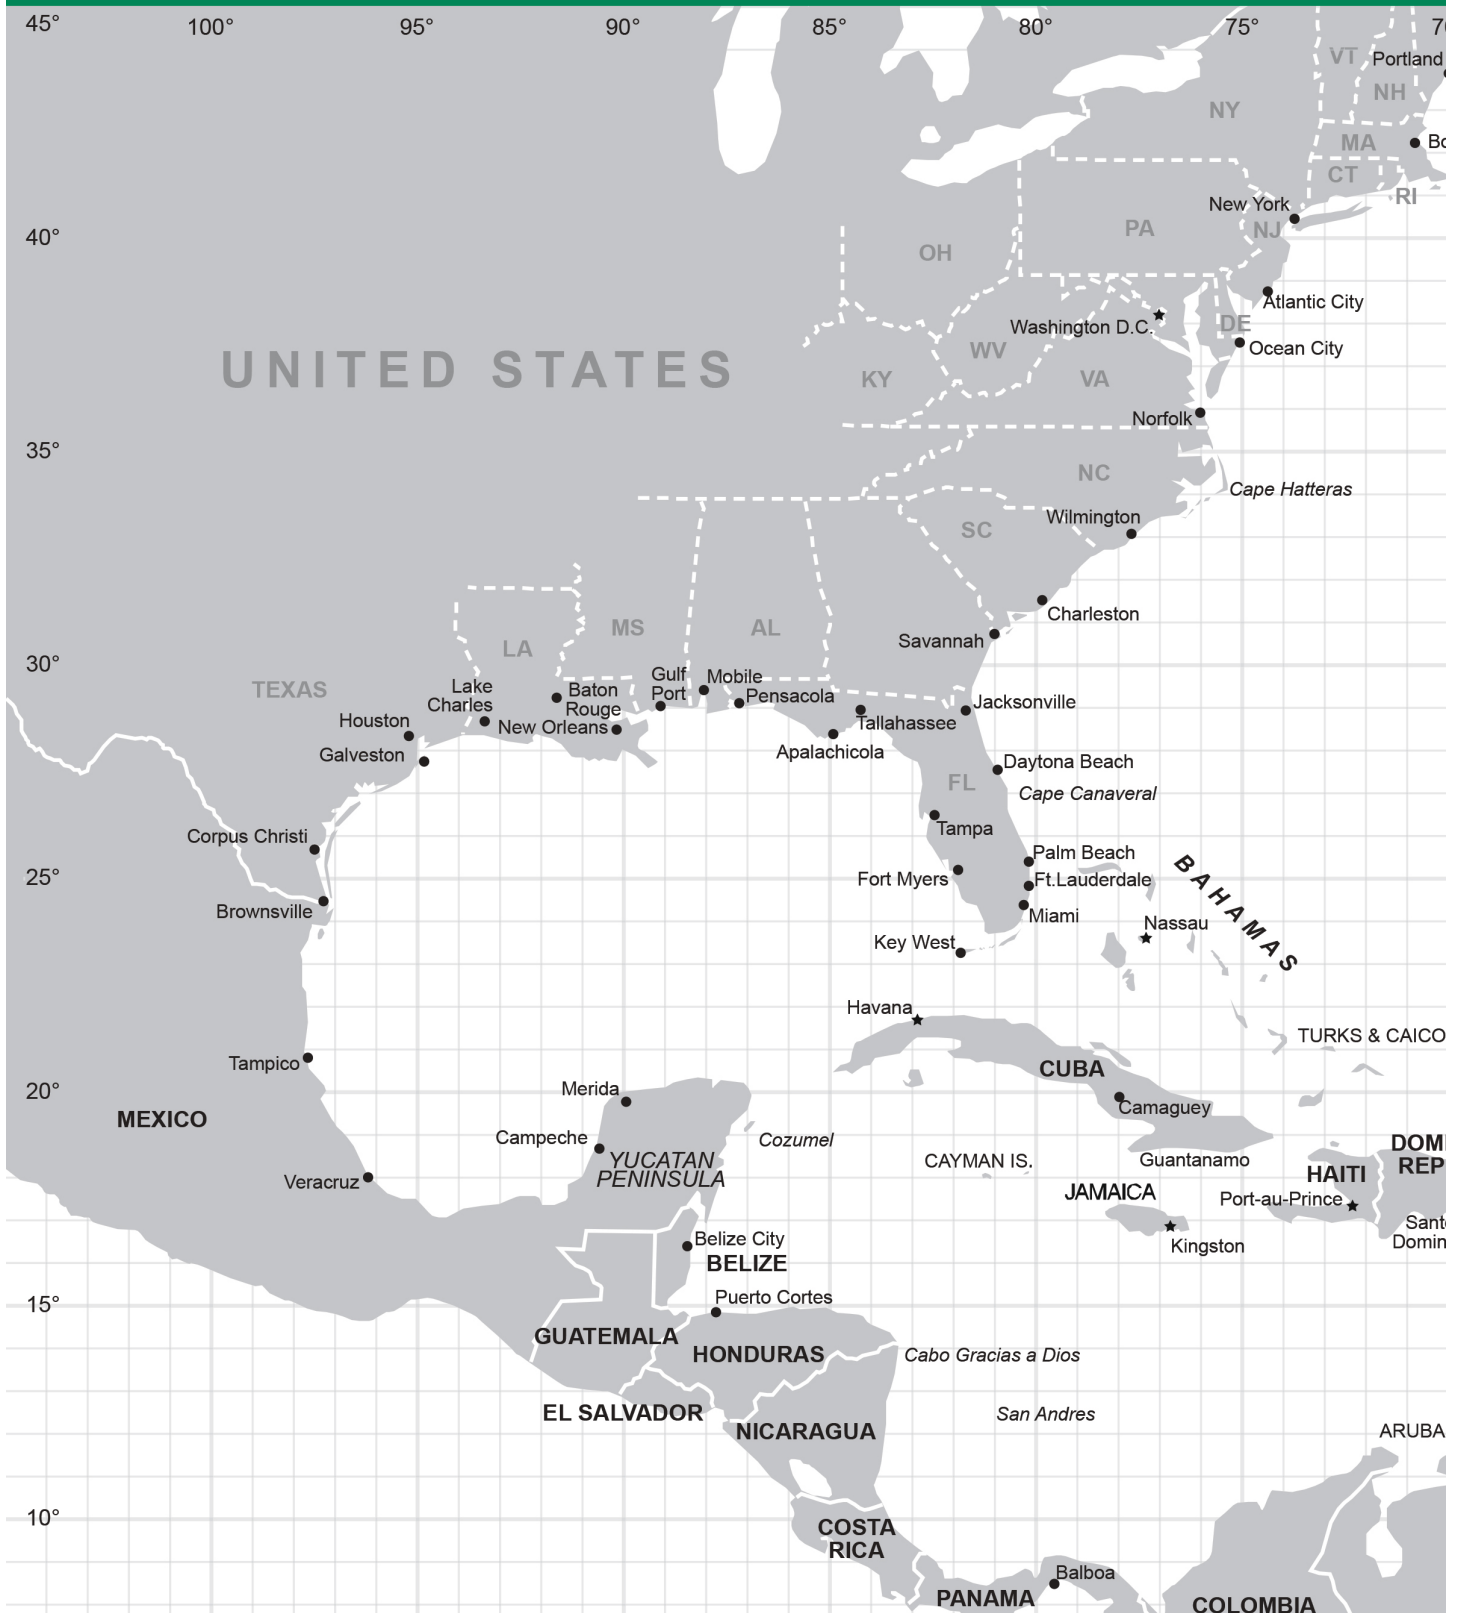 45°
100°
95°
90°
85°
80°
75°
VT
Portland
NH
NY
MA
CT
RI
New York
NJ
40°
PA
OH
Atlantic City
DE
Washington D.C.
Ocean City
WV
UNITED STATES
KY
VA
Norfolk
35°
NC
Cape Hatteras
Wilmington
SC
Charleston
MS
AL
LA
Savannah
30°
TEXAS
Gulf
Port
Mobile
Lake
Charles
Baton
Rouge
Pensacola
Jacksonville
Houston
New Orleans
Tallahassee
Galveston
Apalachicola
Daytona Beach
FL
Cape Canaveral
Tampa
Corpus Christi
Palm Beach
25°
Fort Myers
Ft.Lauderdale
BAHAMAS
Brownsville
Miami
Nassau
Key West
Havana
TURKS & CAICO
Tampico
CUBA
20°
Merida
Camaguey
MEXICO
Campeche
Cozumel
YUCATAN
PENINSULA
CAYMAN IS.
Guantanamo
DOMI
REP
HAITI
Veracruz
JAMAICA
Port-au-Prince
Belize City
Kingston
Santo
Domin
BELIZE
15°
Puerto Cortes
GUATEMALA
HONDURAS
Cabo Gracias a Dios
EL SALVADOR
San Andres
NICARAGUA
ARUBA
10°
COSTA
RICA
Balboa
PANAMA
COLOMBIA